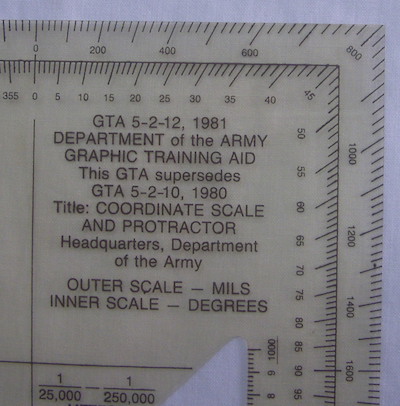 0 200 400 600 800
355 0 5 10 15 20 25 30 35 40 45
GTA 5-2-12, 1981
DEPARTMENT of the ARMY
GRAPHIC TRAINING AID
This GTA supersedes
GTA 5-2-10, 1980
Title: COORDINATE SCALE
AND PROTRACTOR
Headquarters, Department
of the Army
OUTER SCALE — MILS
INNER SCALE — DEGREES
50
55
60
65
70
75
80
85
90
95
1000
1200
1400
1600
1000
9
8
1 — 1
25,000 250,000